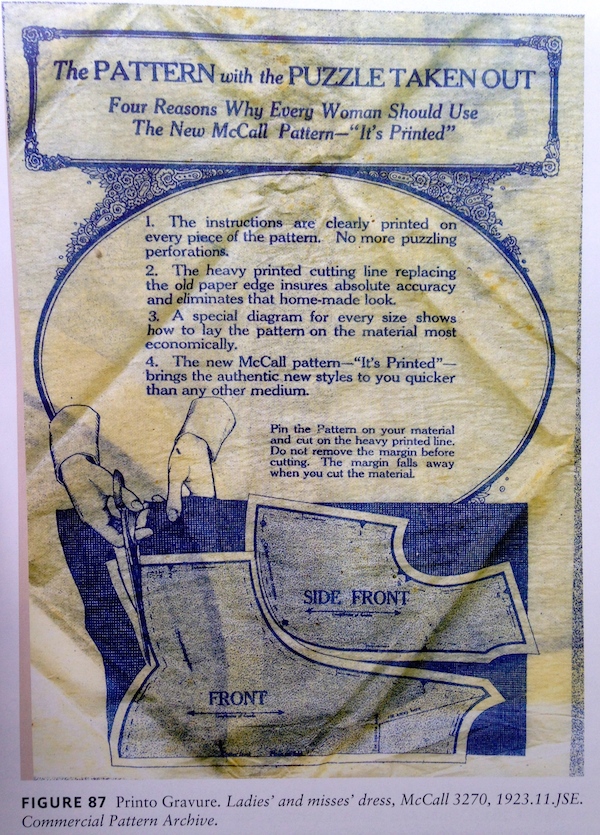 The PATTERN with the PUZZLE TAKEN OUT
Four Reasons Why Every Woman Should Use
The New McCall Pattern—“It's Printed”
1. The instructions are clearly printed on
every piece of the pattern. No more puzzling
perforations.
2. The heavy printed cutting line replacing
the old paper edge insures absolute accuracy
and eliminates that home-made look.
3. A special diagram for every size shows
how to lay the pattern on the material most
economically.
4. The new McCall pattern—“It's Printed”—
brings the authentic new styles to you quicker
than any other medium.
Pin the Pattern on your material
and cut on the heavy printed line.
Do not remove the margin before
cutting. The margin falls away
when you cut the material.
SIDE FRONT
FRONT
FIGURE 87 Printo Gravure. Ladies’ and misses’ dress, McCall 3270, 1923.11.JSE.
Commercial Pattern Archive.